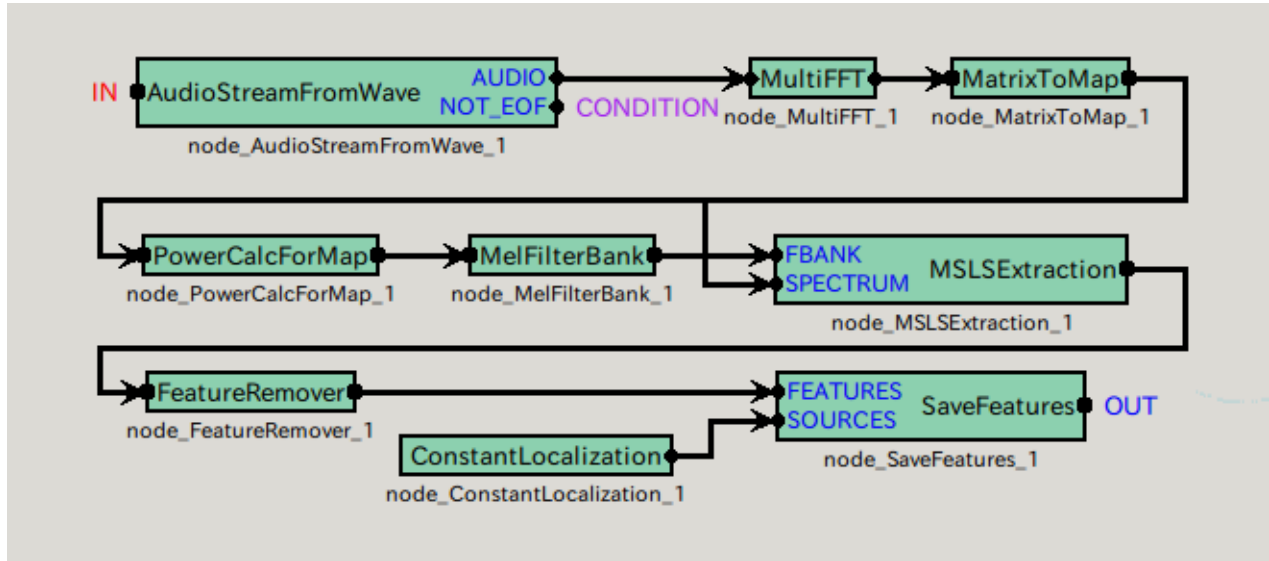 IN
AudioStreamFromWave
AUDIO
NOT_EOF
CONDITION
node_AudioStreamFromWave_1
MultiFFT
node_MultiFFT_1
MatrixToMap
node_MatrixToMap_1
PowerCalcForMap
node_PowerCalcForMap_1
MelFilterBank
node_MelFilterBank_1
FBANK
SPECTRUM
MSLSExtraction
node_MSLSExtraction_1
FeatureRemover
node_FeatureRemover_1
ConstantLocalization
node_ConstantLocalization_1
FEATURES
SOURCES
SaveFeatures
OUT
node_SaveFeatures_1